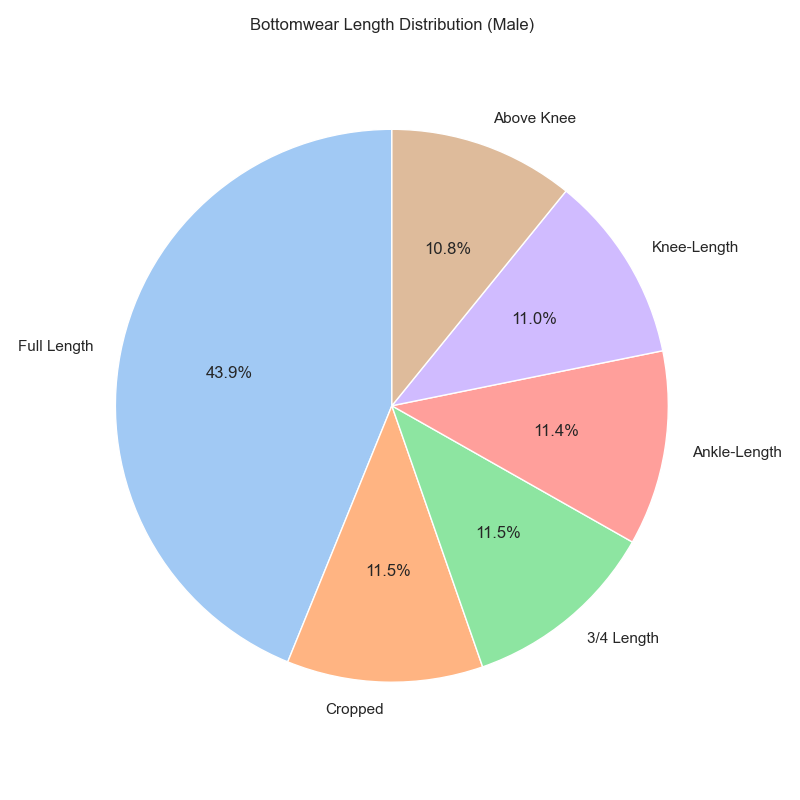 Bottomwear Length Distribution (Male)
Above Knee
10.8%
Knee-Length
11.0%
Full Length
43.9%
11.4%
Ankle-Length
11.5%
3/4 Length
11.5%
Cropped